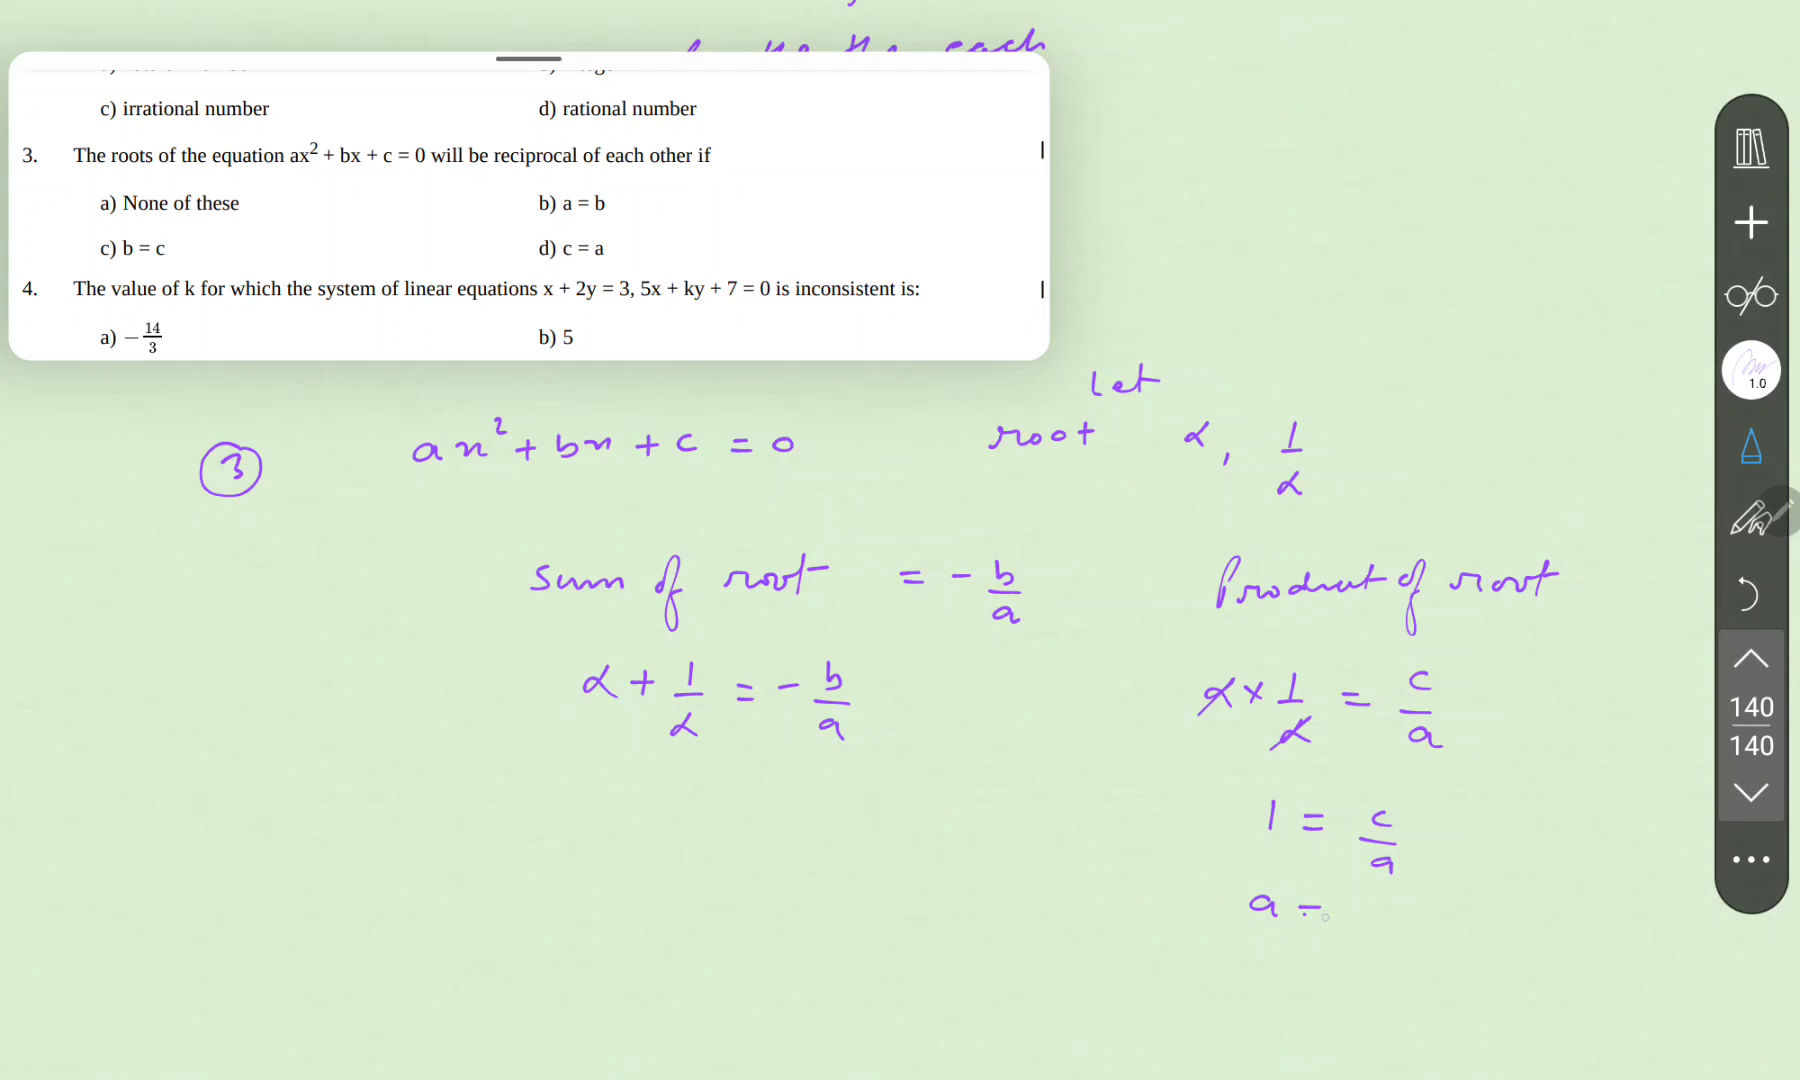 each
c) irrational number d) rational number
3. The roots of the equation ax² + bx + c = 0 will be reciprocal of each other if
a) None of these b) a = b
c) b = c d) c = a
4. The value of k for which the system of linear equations x + 2y = 3, 5x + ky + 7 = 0 is inconsistent is:
a) −14/3 b) 5
Let
③ ax² + bx + c = 0 root α, 1/α
Sum of root = - b/a Product of root
α + 1/α = - b/a α × 1/α = c/a
1 = c/a
a =
1.0
140
140